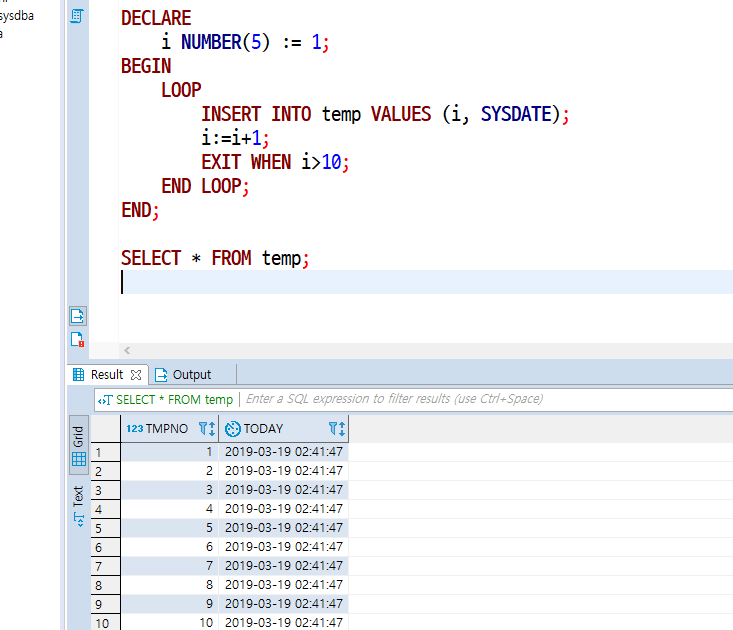 sysdba
DECLARE
i NUMBER(5) := 1;
BEGIN
LOOP
INSERT INTO temp VALUES (i, SYSDATE);
i:=i+1;
EXIT WHEN i>10;
END LOOP;
END;
SELECT * FROM temp;
Result
Output
SELECT * FROM temp
Enter a SQL expression to filter results (use Ctrl+Space)
Grid
Text
123 TMPNO TODAY
1 1 2019-03-19 02:41:47
2 2 2019-03-19 02:41:47
3 3 2019-03-19 02:41:47
4 4 2019-03-19 02:41:47
5 5 2019-03-19 02:41:47
6 6 2019-03-19 02:41:47
7 7 2019-03-19 02:41:47
8 8 2019-03-19 02:41:47
9 9 2019-03-19 02:41:47
10 10 2019-03-19 02:41:47